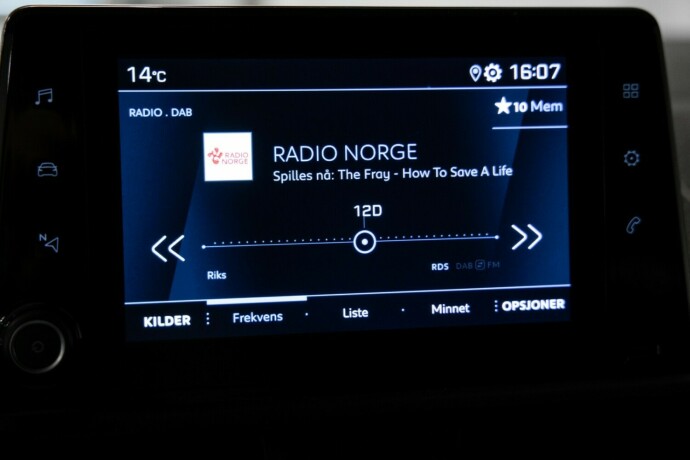 14°C 16:07
RADIO . DAB
★10 Mem
RADIO NORGE
RADIO NORGE
Spilles nå: The Fray - How To Save A Life
12D
Riks
RDS DAB FM
KILDER Frekvens Liste Minnet OPSJONER
N